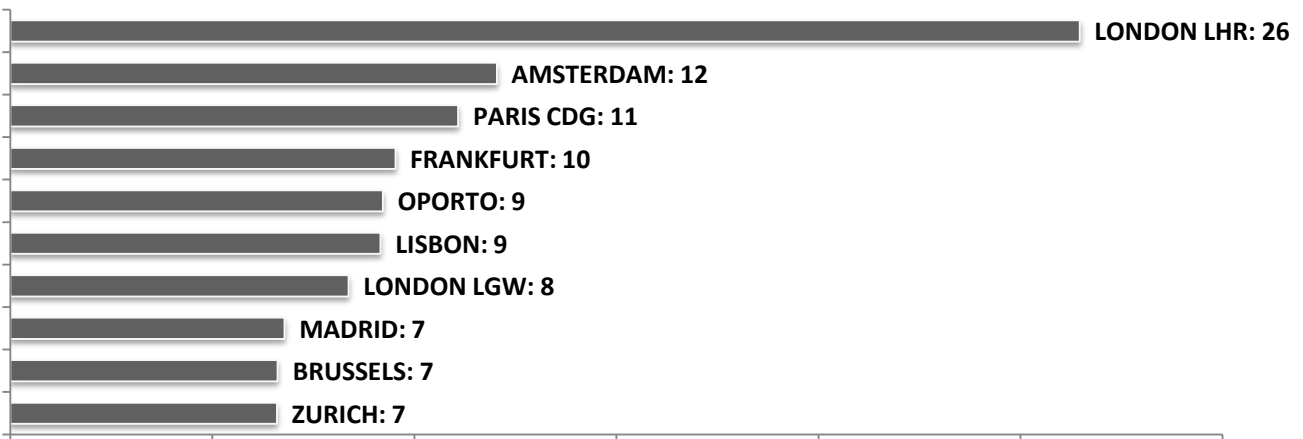 LONDON LHR: 26
AMSTERDAM: 12
PARIS CDG: 11
FRANKFURT: 10
OPORTO: 9
LISBON: 9
LONDON LGW: 8
MADRID: 7
BRUSSELS: 7
ZURICH: 7